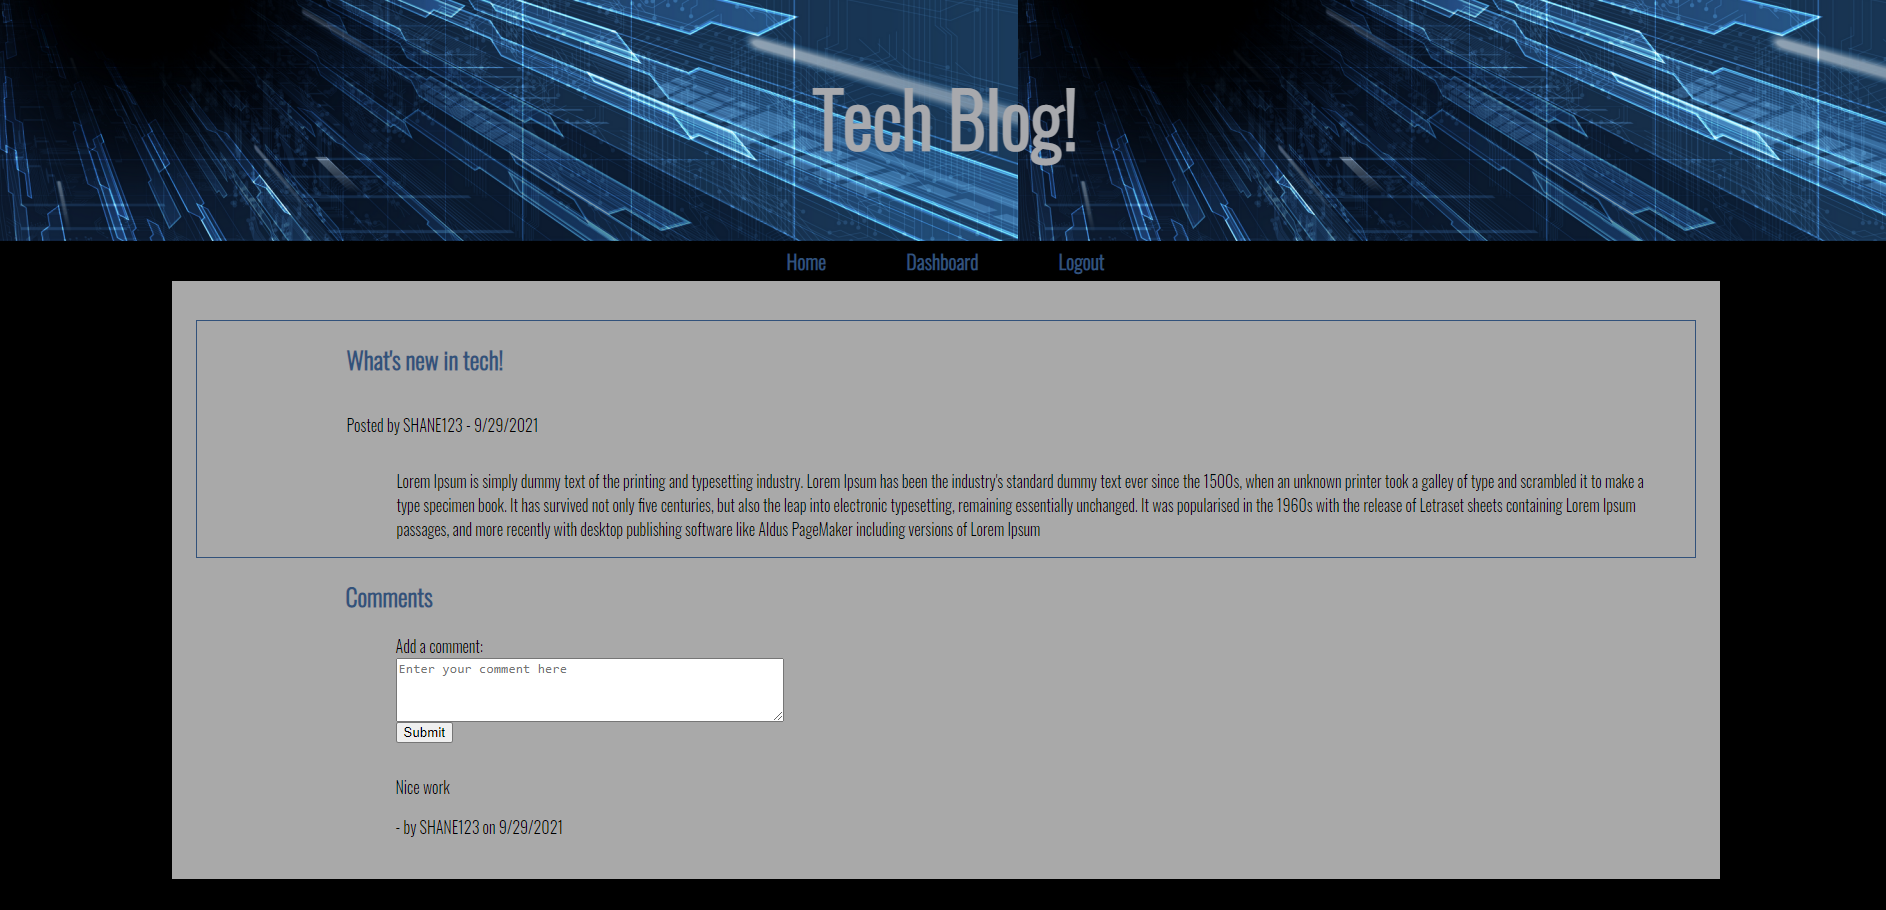 Tech Blog!
Home Dashboard Logout
What's new in tech!
Posted by SHANE123 - 9/29/2021
Lorem Ipsum is simply dummy text of the printing and typesetting industry. Lorem Ipsum has been the industry's standard dummy text ever since the 1500s, when an unknown printer took a galley of type and scrambled it to make a
type specimen book. It has survived not only five centuries, but also the leap into electronic typesetting, remaining essentially unchanged. It was popularised in the 1960s with the release of Letraset sheets containing Lorem Ipsum
passages, and more recently with desktop publishing software like Aldus PageMaker including versions of Lorem Ipsum
Comments
Add a comment:
Enter your comment here
Submit
Nice work
- by SHANE123 on 9/29/2021